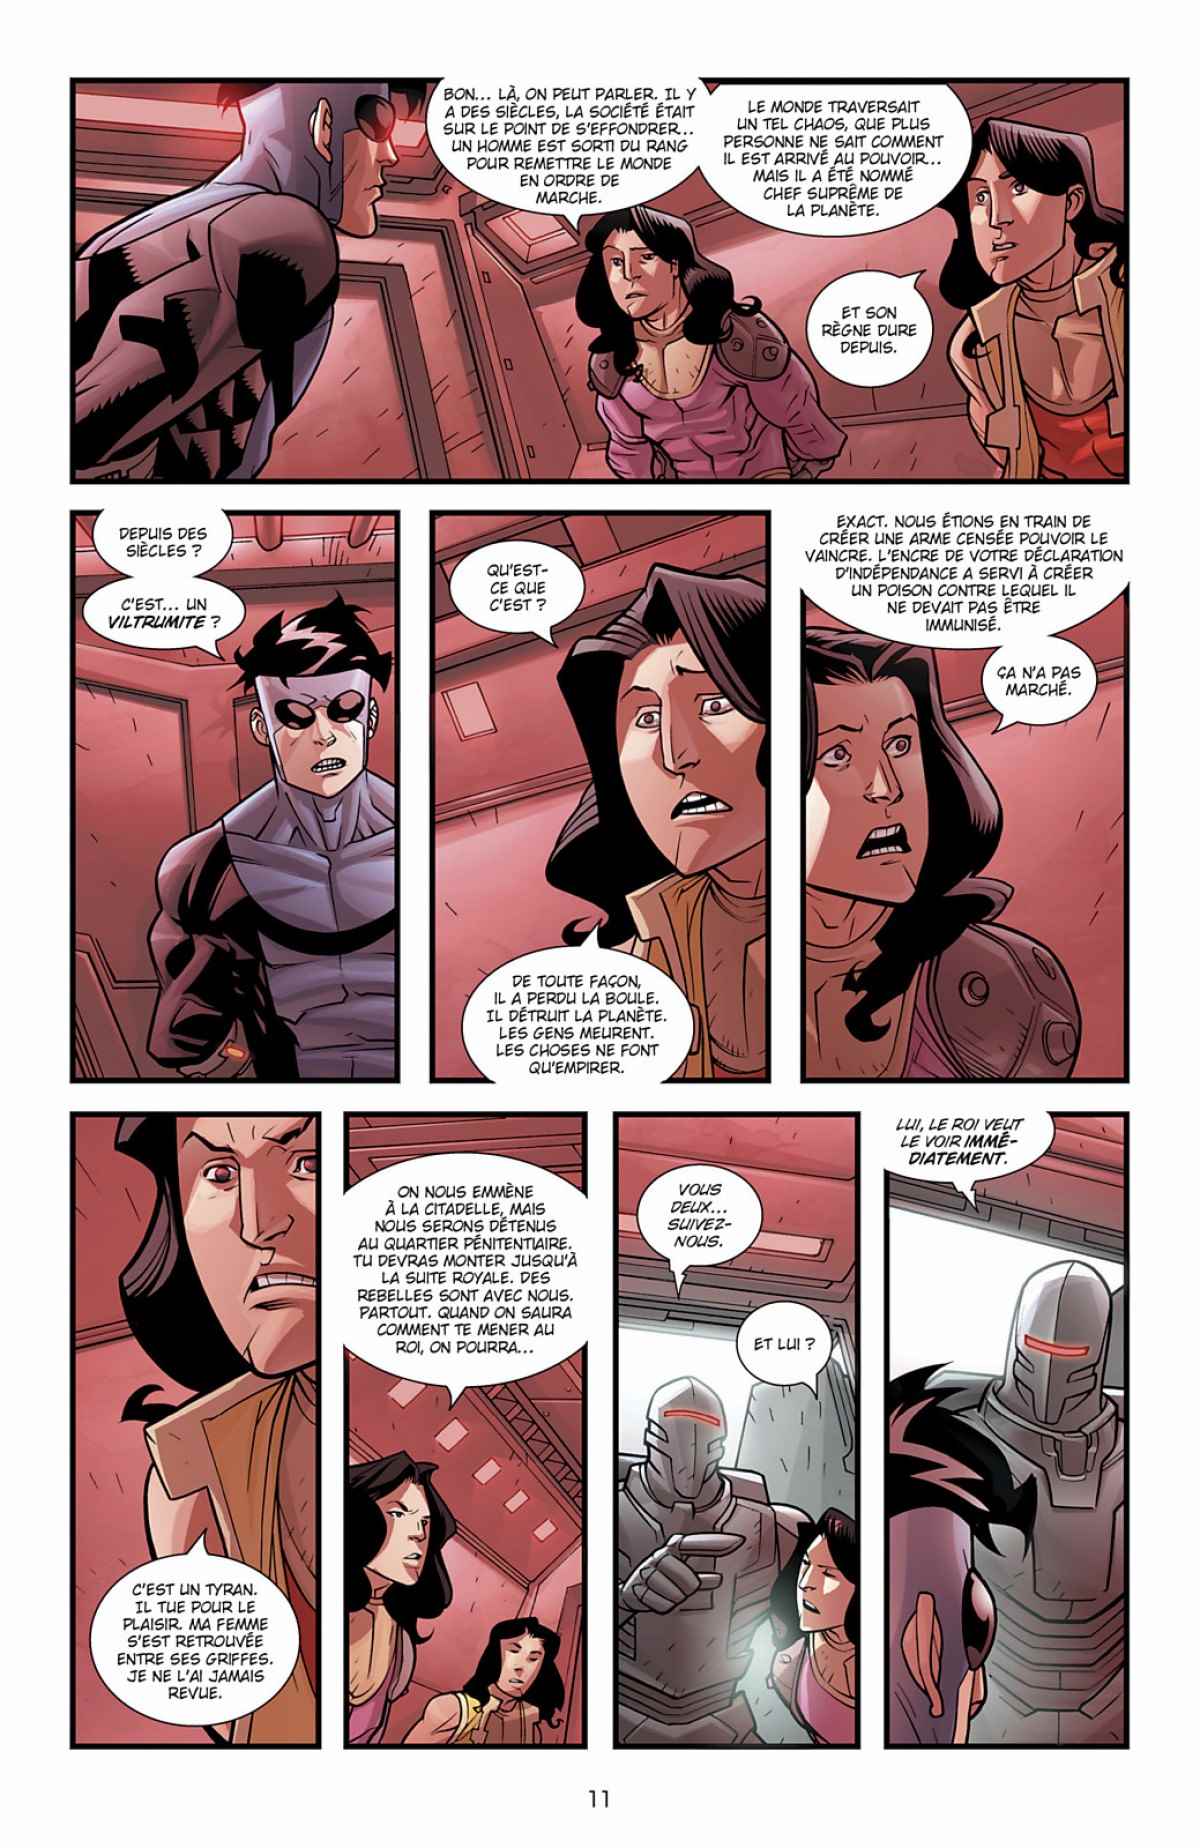 BON... LÀ, ON PEUT PARLER. IL Y
A DES SIÈCLES, LA SOCIÉTÉ ÉTAIT
SUR LE POINT DE S'EFFONDRER...
UN HOMME EST SORTI DU RANG
POUR REMETTRE LE MONDE
EN ORDRE DE
MARCHE.
LE MONDE TRAVERSAIT
UN TEL CHAOS, QUE PLUS
PERSONNE NE SAIT COMMENT
IL EST ARRIVÉ AU POUVOIR...
MAIS IL A ÉTÉ NOMMÉ
CHEF SUPRÊME DE
LA PLANÈTE.
ET SON
RÈGNE DURE
DEPUIS.
DEPUIS DES
SIÈCLES ?
C'EST... UN
VILTRUMITE ?
QU'EST-
CE QUE
C'EST ?
DE TOUTE FAÇON,
IL A PERDU LA BOULE.
IL DÉTRUIT LA PLANÈTE.
LES GENS MEURENT.
LES CHOSES NE FONT
QU'EMPIRER.
EXACT. NOUS ÉTIONS EN TRAIN DE
CRÉER UNE ARME CENSÉE POUVOIR LE
VAINCRE. L'ENCRE DE VOTRE DÉCLARATION
D'INDÉPENDANCE A SERVI À CRÉER
UN POISON CONTRE LEQUEL IL
NE DEVAIT PAS ÊTRE
IMMUNISÉ.
ÇA N'A PAS
MARCHÉ.
C'EST UN TYRAN.
IL TUE POUR LE
PLAISIR. MA FEMME
S'EST RETROUVÉE
ENTRE SES GRIFFES.
JE NE L'AI JAMAIS
REVUE.
ON NOUS EMMÈNE
À LA CITADELLE, MAIS
NOUS SERONS DÉTENUS
AU QUARTIER PÉNITENTIAIRE.
TU DEVRAS MONTER JUSQU'À
LA SUITE ROYALE. DES
REBELLES SONT AVEC NOUS.
PARTOUT. QUAND ON SAURA
COMMENT TE MENER AU
ROI, ON POURRA...
VOUS
DEUX...
SUIVEZ-
NOUS.
ET LUI ?
LUI, LE ROI VEUT
LE VOIR IMMÉ-
DIATEMENT.
11